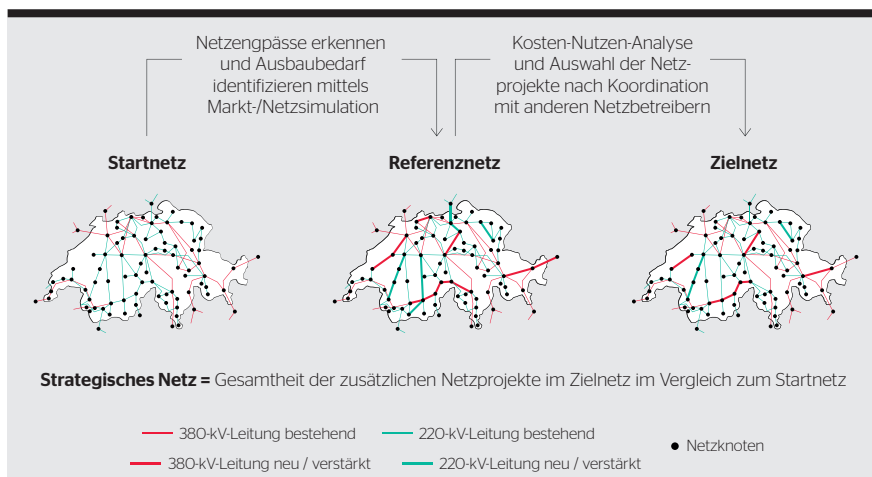 Netzengpässe erkennen
und Ausbaubedarf
identifizieren mittels
Markt-/Netzsimulation
Kosten-Nutzen-Analyse
und Auswahl der Netz-
projekte nach Koordination
mit anderen Netzbetreibern
Startnetz
Referenznetz
Zielnetz
Strategisches Netz = Gesamtheit der zusätzlichen Netzprojekte im Zielnetz im Vergleich zum Startnetz
380-kV-Leitung bestehend
220-kV-Leitung bestehend
Netzknoten
380-kV-Leitung neu / verstärkt
220-kV-Leitung neu / verstärkt